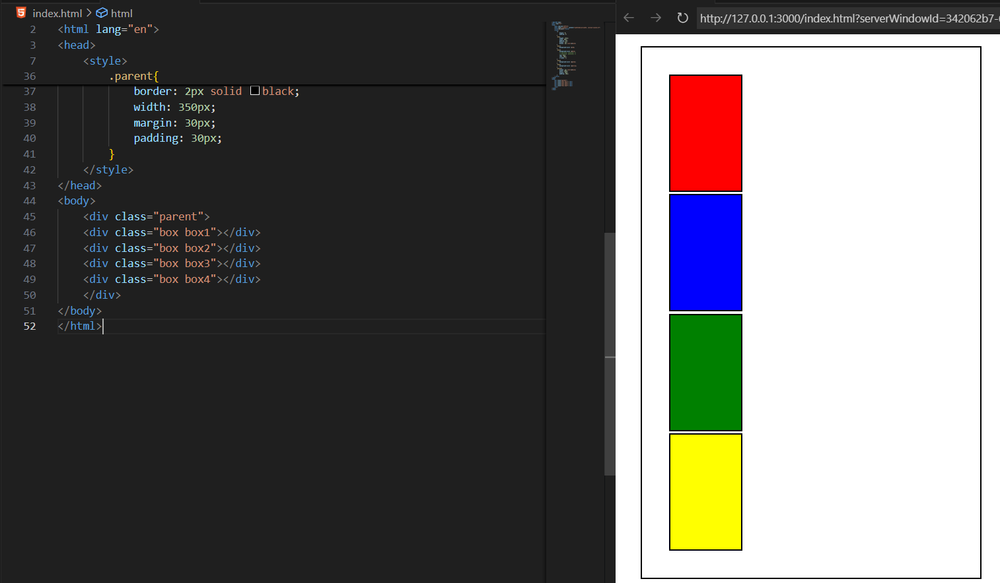 index.html > html
2 <html lang="en">
3 <head>
7 <style>
36 .parent{
37 border: 2px solid black;
38 width: 350px;
39 margin: 30px;
40 padding: 30px;
41 }
42 </style>
43 </head>
44 <body>
45 <div class="parent">
46 <div class="box box1"></div>
47 <div class="box box2"></div>
48 <div class="box box3"></div>
49 <div class="box box4"></div>
50 </div>
51 </body>
52 </html>
http://127.0.0.1:3000/index.html?serverWindowId=342062b7-